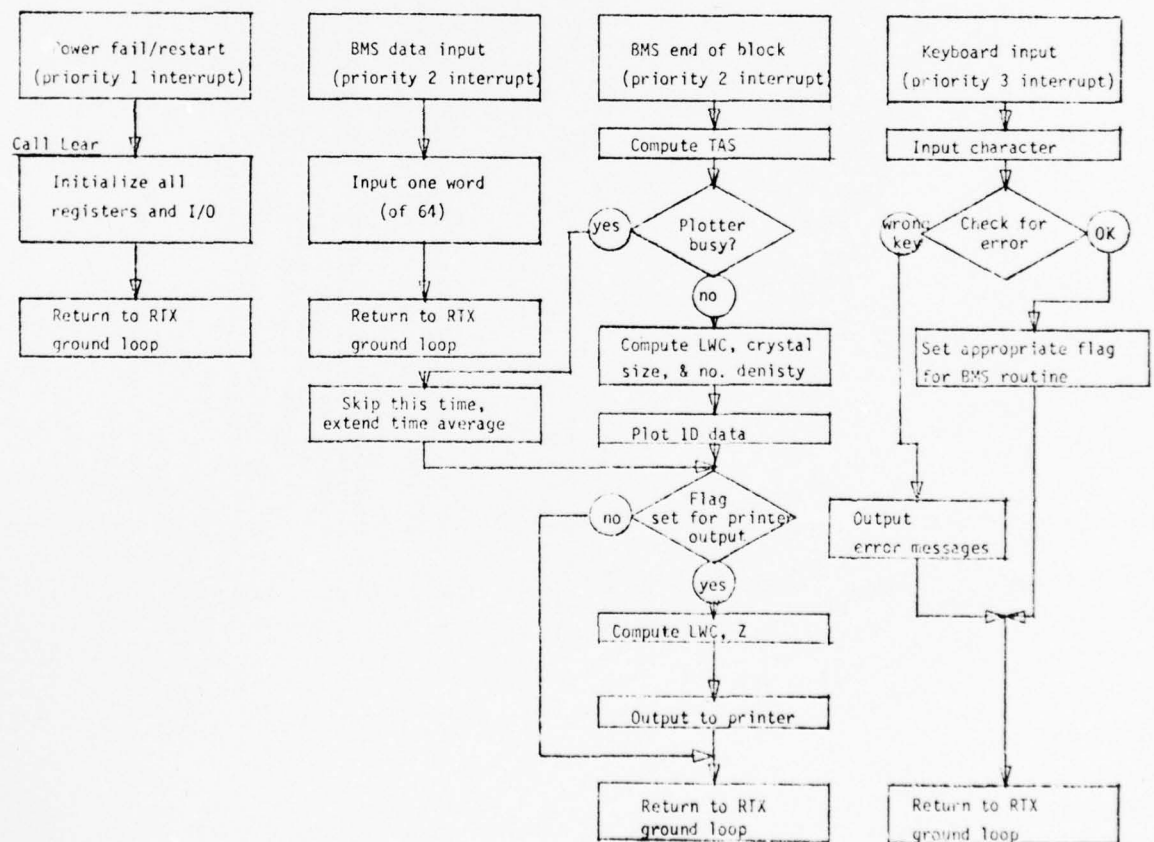 Power fail/restart
(priority 1 interrupt)
Call Lear
Initialize all
registers and I/O
Return to RTX
ground loop
BMS data input
(priority 2 interrupt)
Input one word
(of 64)
Return to RTX
ground loop
Skip this time,
extend time average
BMS end of block
(priority 2 interrupt)
Compute TAS
yes
Plotter
busy?
no
Compute LWC, crystal
size, & no. denisty
Plot 1D data
no
Flag
set for printer
output
yes
Compute LWC, Z
Output to printer
Return to RTX
ground loop
Keyboard input
(priority 3 interrupt)
Input character
wrong
key
Check for
error
OK
Set appropriate flag
for BMS routine
Output
error messages
Return to RTX
ground loop